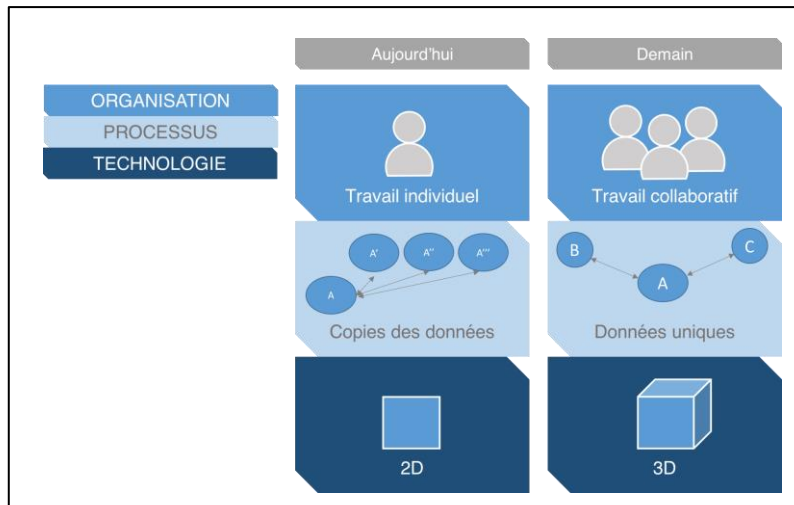 Aujourd'hui
Demain
ORGANISATION
PROCESSUS
TECHNOLOGIE
Travail individuel
Travail collaboratif
A'
A''
A'''
A
Copies des données
B
C
A
Données uniques
2D
3D